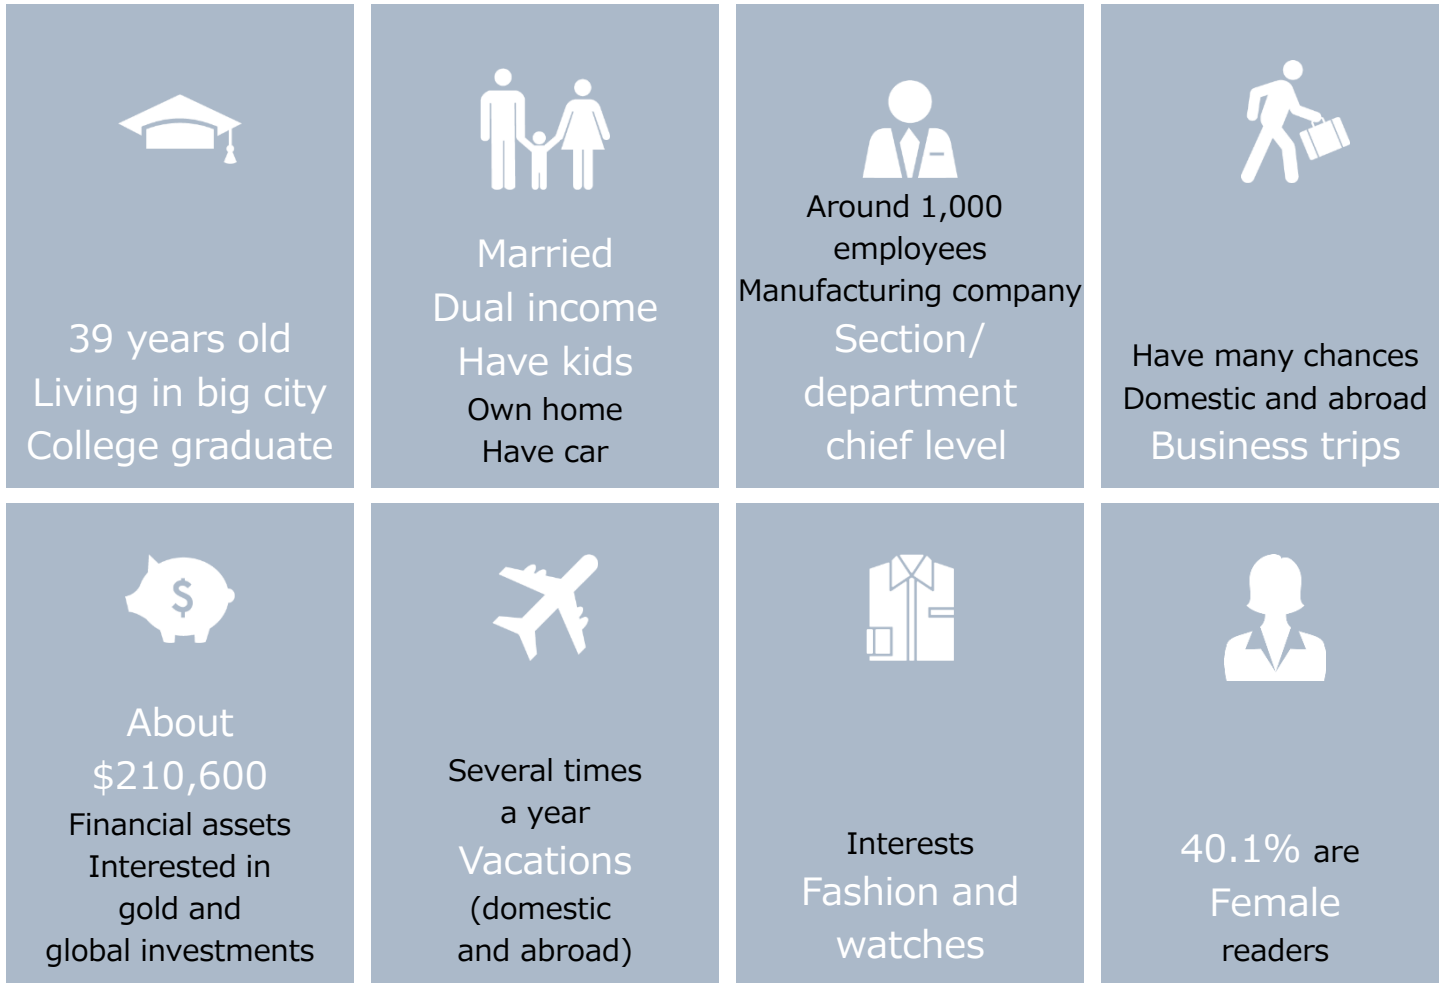 39 years old
Living in big city
College graduate
Married
Dual income
Have kids
Own home
Have car
Around 1,000
employees
Manufacturing company
Section/
department
chief level
Have many chances
Domestic and abroad
Business trips
$
About
$210,600
Financial assets
Interested in
gold and
global investments
Several times
a year
Vacations
(domestic
and abroad)
Interests
Fashion and
watches
40.1% are
Female
readers